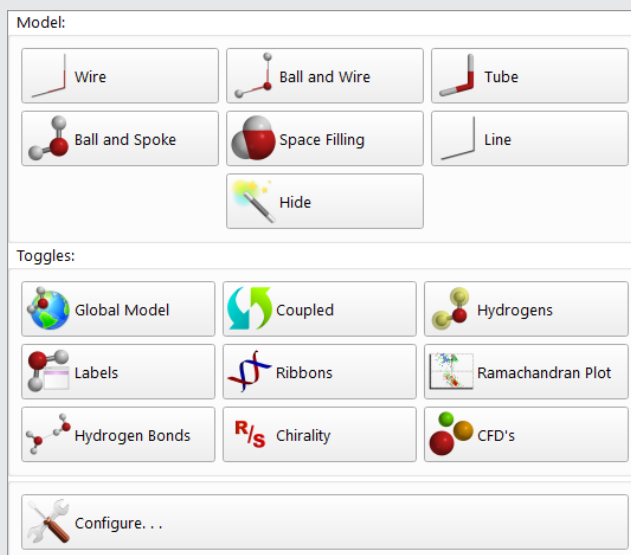 Model:
Wire
Ball and Wire
Tube
Ball and Spoke
Space Filling
Line
Hide
Toggles:
Global Model
Coupled
Hydrogens
Labels
Ribbons
Ramachandran Plot
Hydrogen Bonds
R/S
Chirality
CFD's
Configure. . .